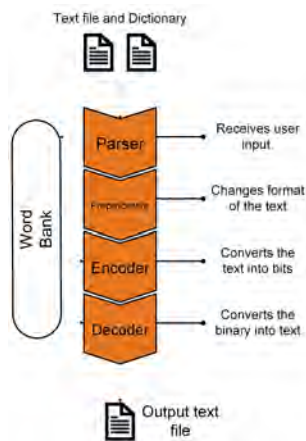 Text file and Dictionary
Parser
Receives user
input.
Preprocessing
Changes format
of the text.
Word
Bank
Encoder
Converts the
text into bits
Decoder
Converts the
binary into text.
Output text
file